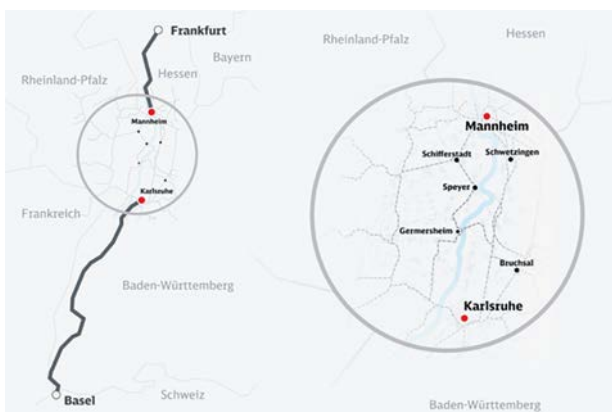 Frankfurt
Bayern
Hessen
Rheinland-Pfalz
Mannheim
Karlsruhe
Frankreich
Baden-Württemberg
Schweiz
Basel
Rheinland-Pfalz
Hessen
Mannheim
Schifferstadt
Schwetzingen
Speyer
Germersheim
Bruchsal
Karlsruhe
Baden-Württemberg